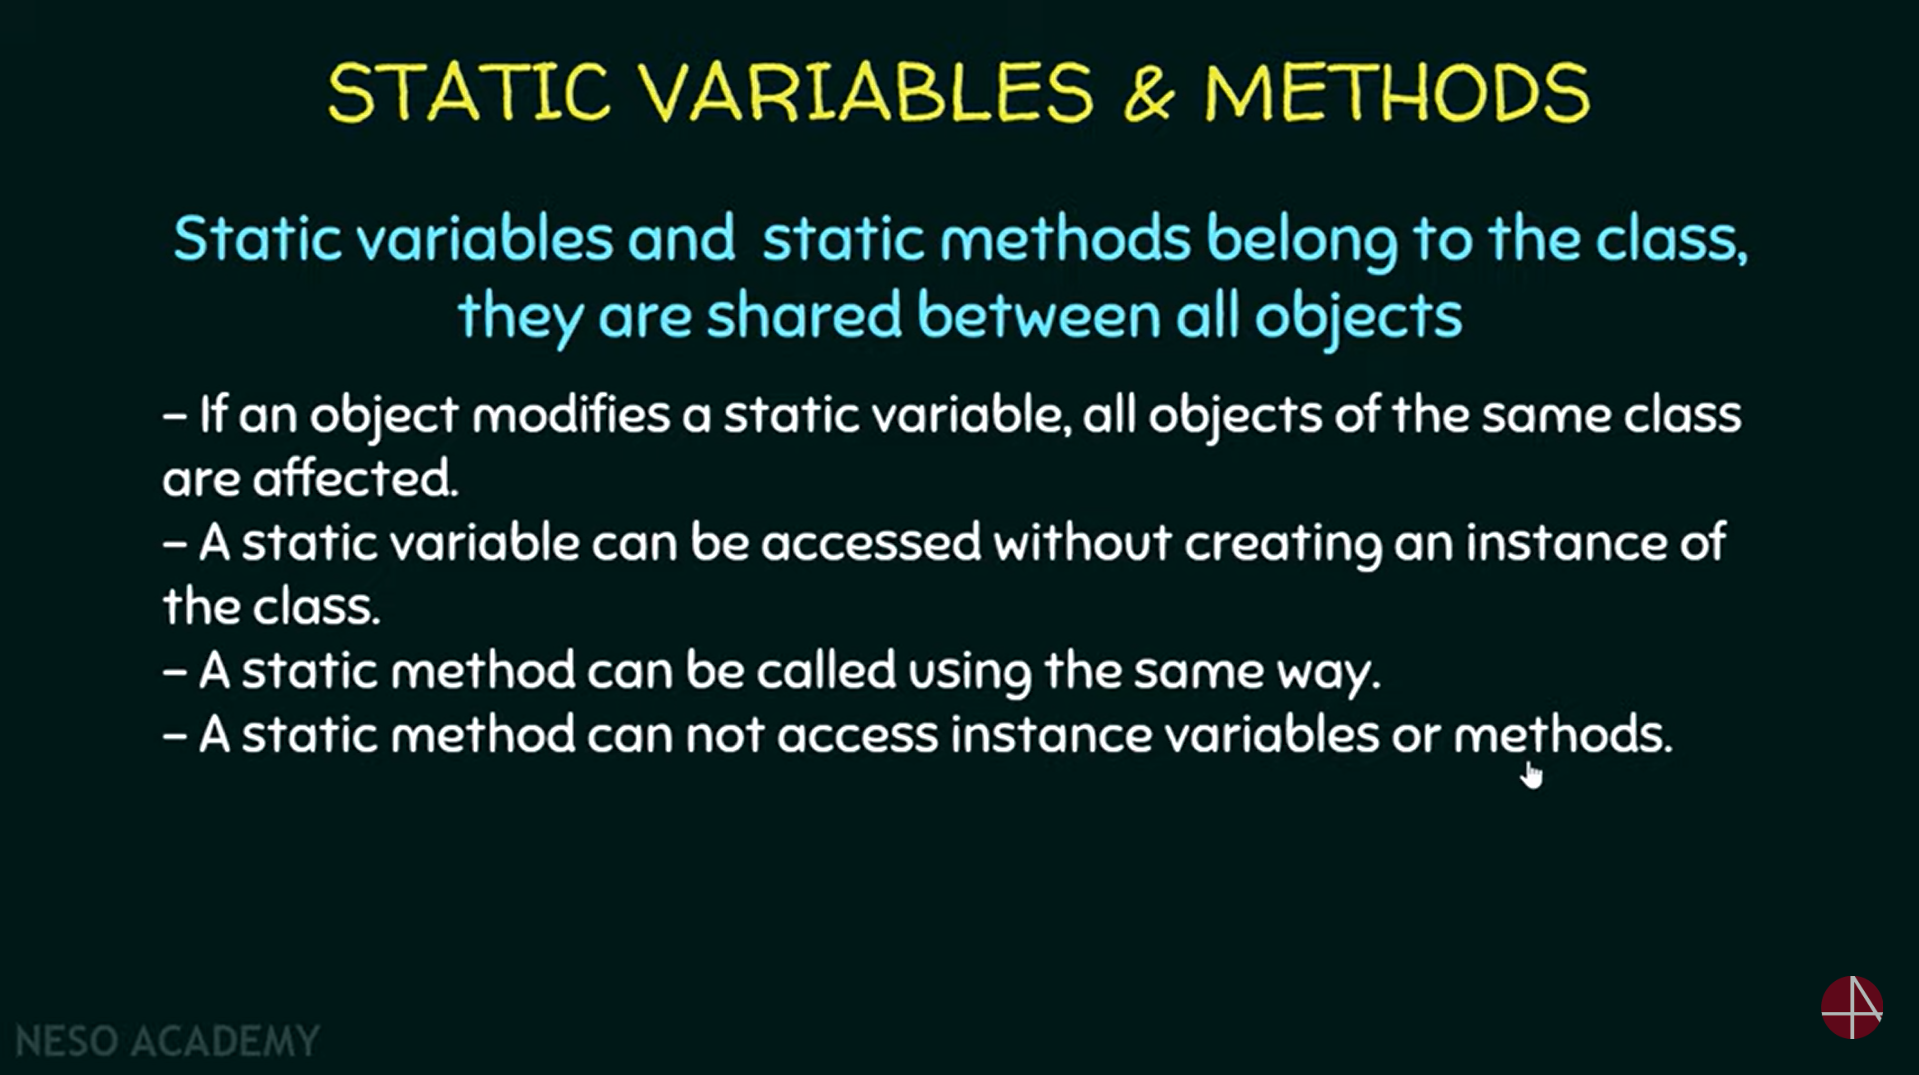 STATIC VARIABLES & METHODS
Static variables and static methods belong to the class,
they are shared between all objects
– If an object modifies a static variable, all objects of the same class
are affected.
– A static variable can be accessed without creating an instance of
the class.
– A static method can be called using the same way.
– A static method can not access instance variables or methods.
NESO ACADEMY